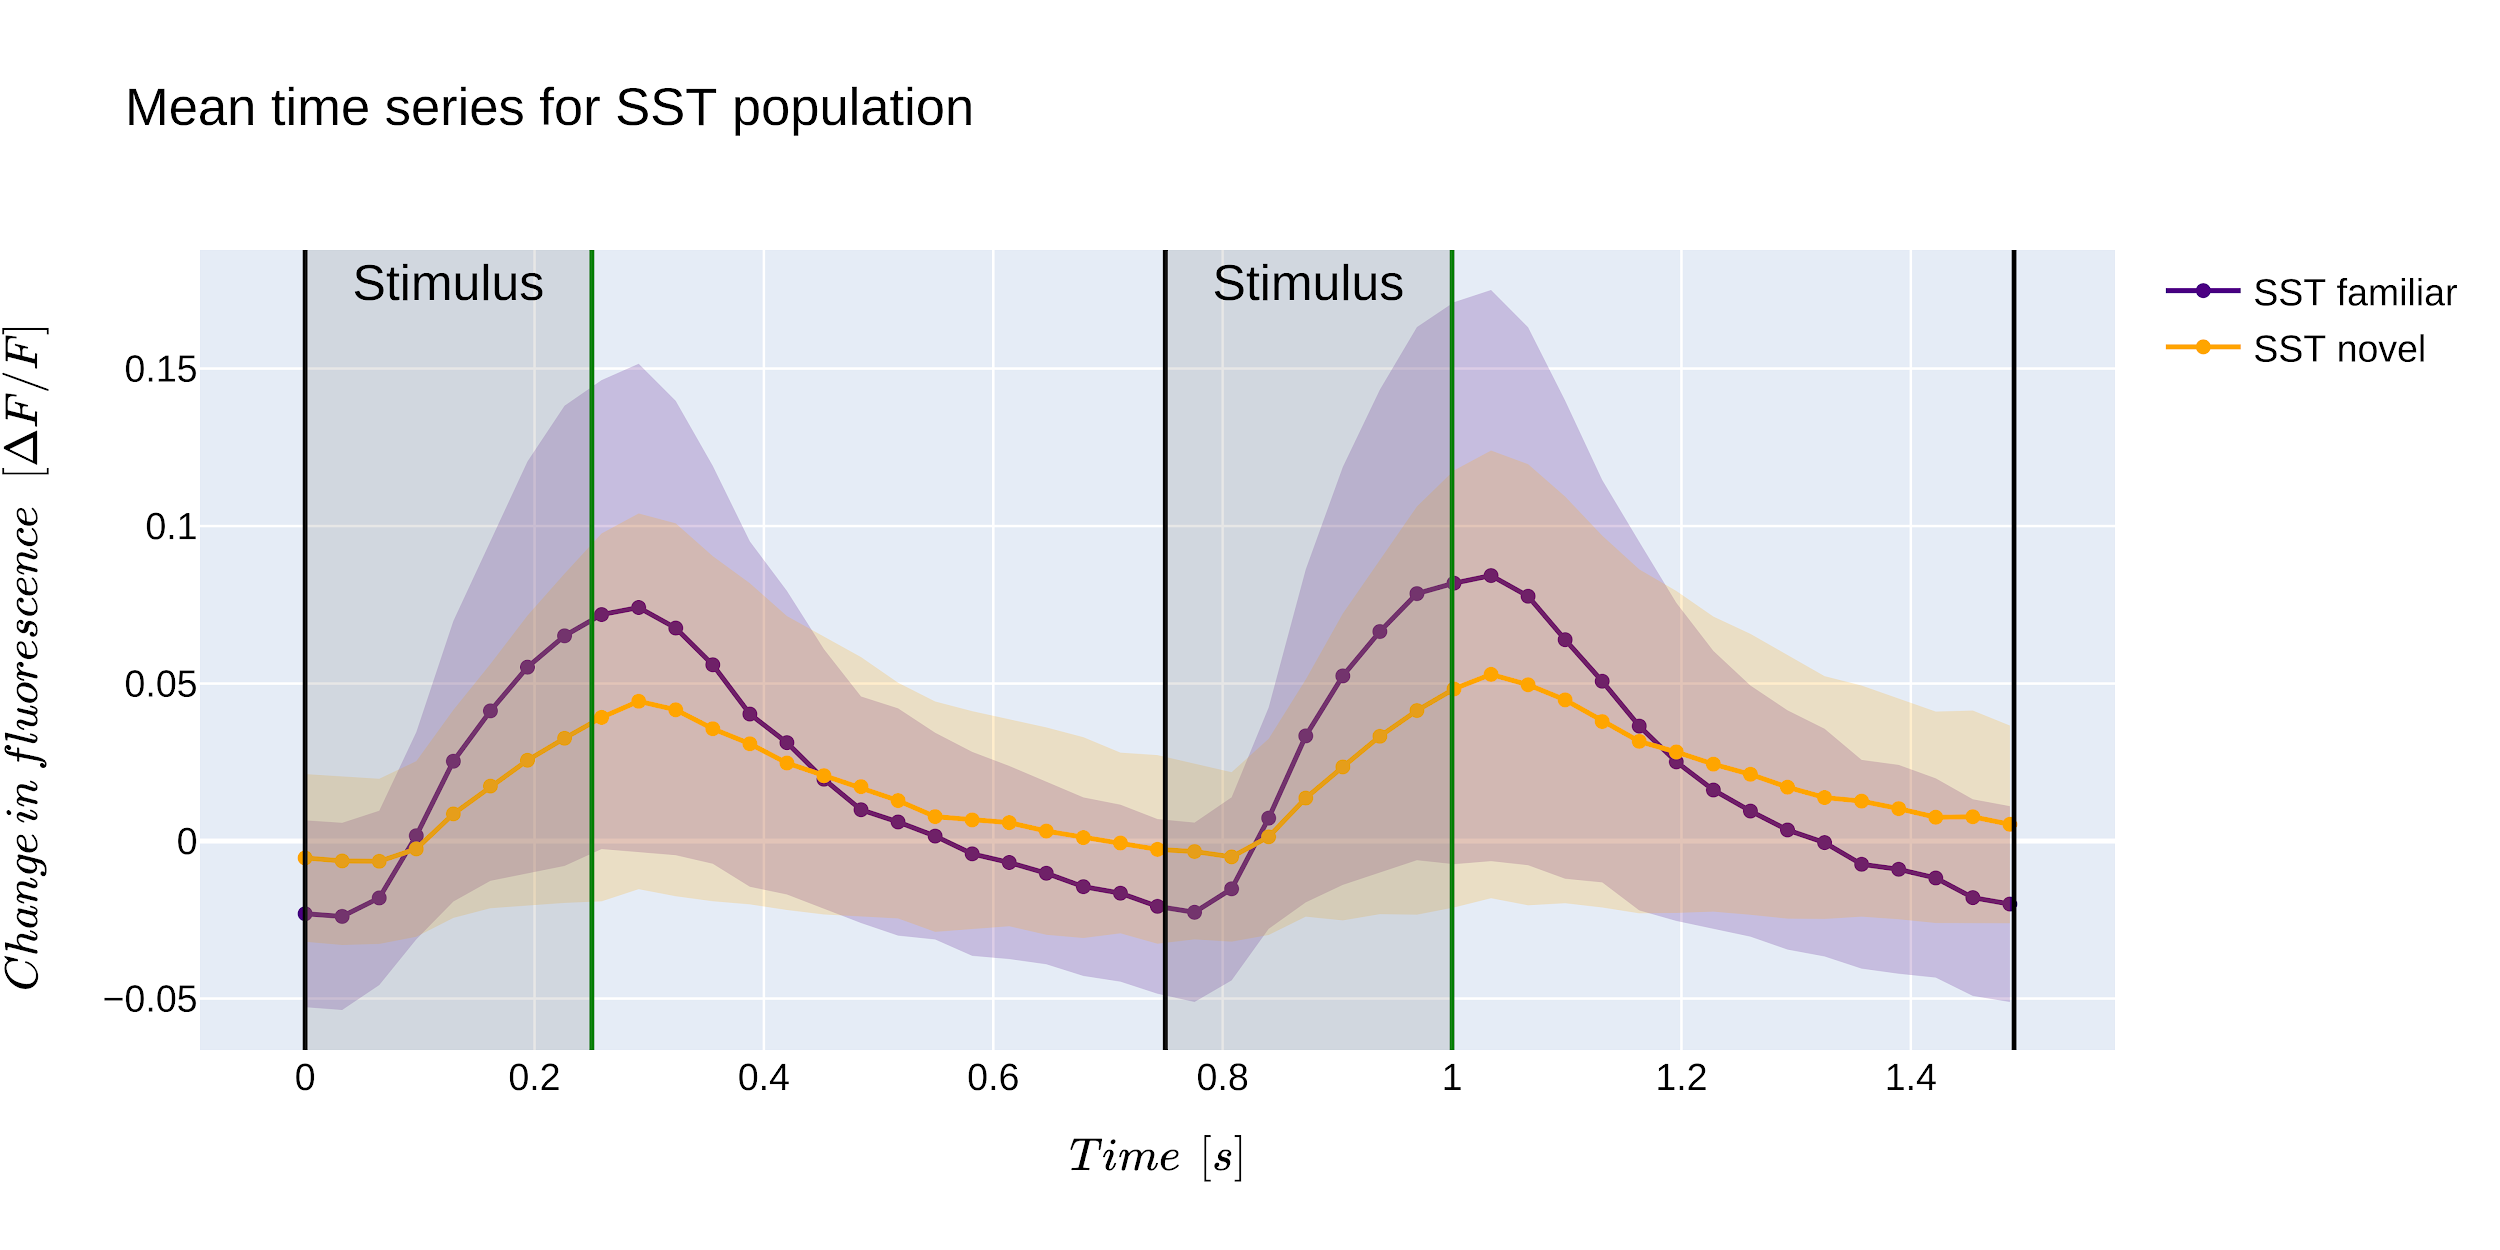 Mean time series for SST population
Stimulus
Stimulus
SST familiar
SST novel
Change in fluorescence [ΔF/F]
0.15
0.1
0.05
0
−0.05
0
0.2
0.4
0.6
0.8
1
1.2
1.4
Time [s]